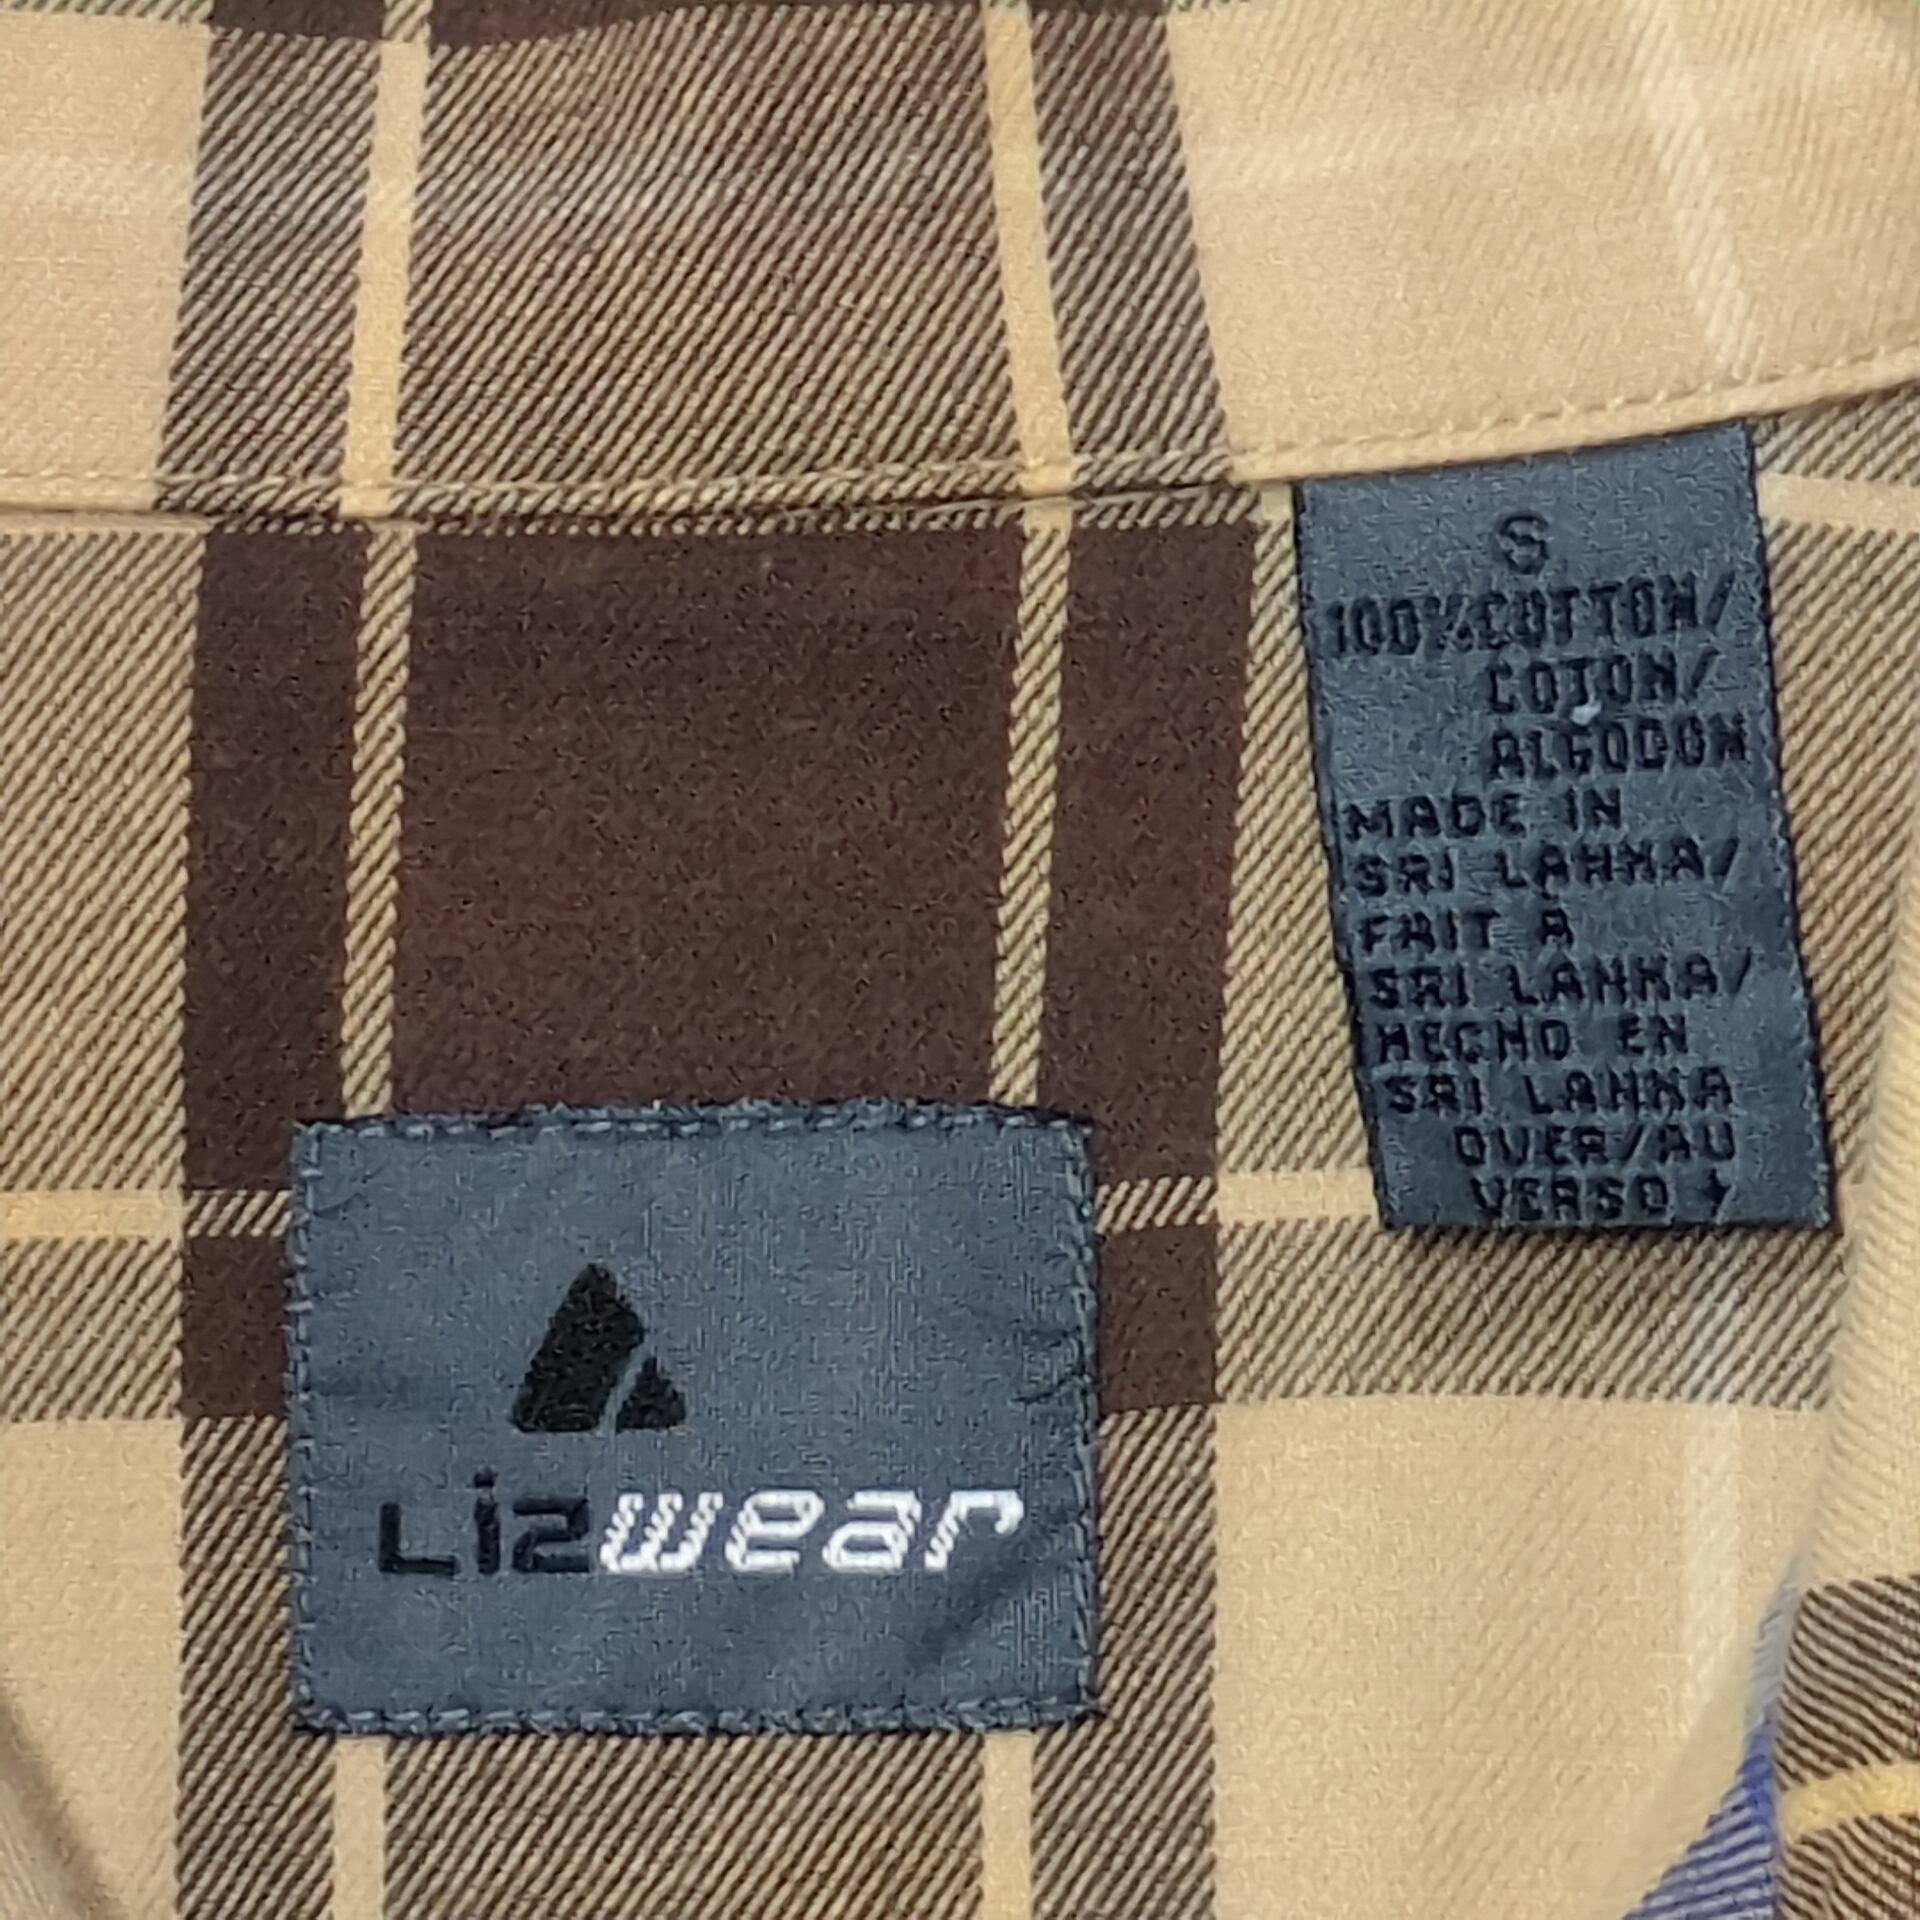 S
100%COTTON/
COTON/
ALGODON
MADE IN
SRI LANKA/
FAIT A
SRI LANKA/
HECHO EN
SRI LANKA
OVER/AU
VERSO
Lizwear